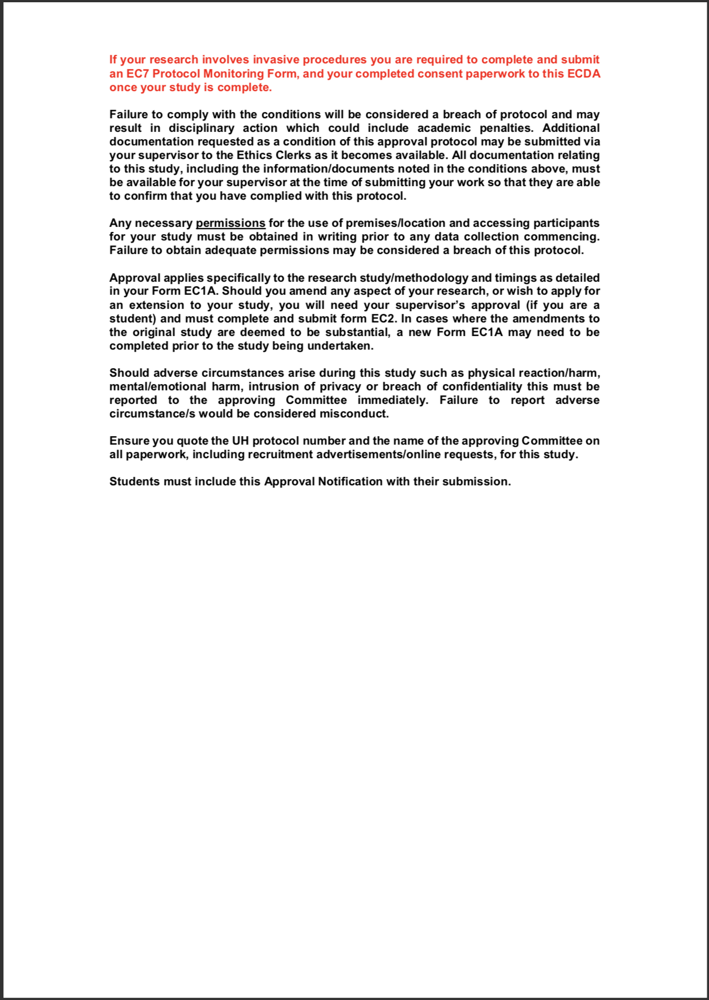 If your research involves invasive procedures you are required to complete and submit
an EC7 Protocol Monitoring Form, and your completed consent paperwork to this ECDA
once your study is complete.
Failure to comply with the conditions will be considered a breach of protocol and may
result in disciplinary action which could include academic penalties. Additional
documentation requested as a condition of this approval protocol may be submitted via
your supervisor to the Ethics Clerks as it becomes available. All documentation relating
to this study, including the information/documents noted in the conditions above, must
be available for your supervisor at the time of submitting your work so that they are able
to confirm that you have complied with this protocol.
Any necessary permissions for the use of premises/location and accessing participants
for your study must be obtained in writing prior to any data collection commencing.
Failure to obtain adequate permissions may be considered a breach of this protocol.
Approval applies specifically to the research study/methodology and timings as detailed
in your Form EC1A. Should you amend any aspect of your research, or wish to apply for
an extension to your study, you will need your supervisor’s approval (if you are a
student) and must complete and submit form EC2. In cases where the amendments to
the original study are deemed to be substantial, a new Form EC1A may need to be
completed prior to the study being undertaken.
Should adverse circumstances arise during this study such as physical reaction/harm,
mental/emotional harm, intrusion of privacy or breach of confidentiality this must be
reported to the approving Committee immediately. Failure to report adverse
circumstance/s would be considered misconduct.
Ensure you quote the UH protocol number and the name of the approving Committee on
all paperwork, including recruitment advertisements/online requests, for this study.
Students must include this Approval Notification with their submission.